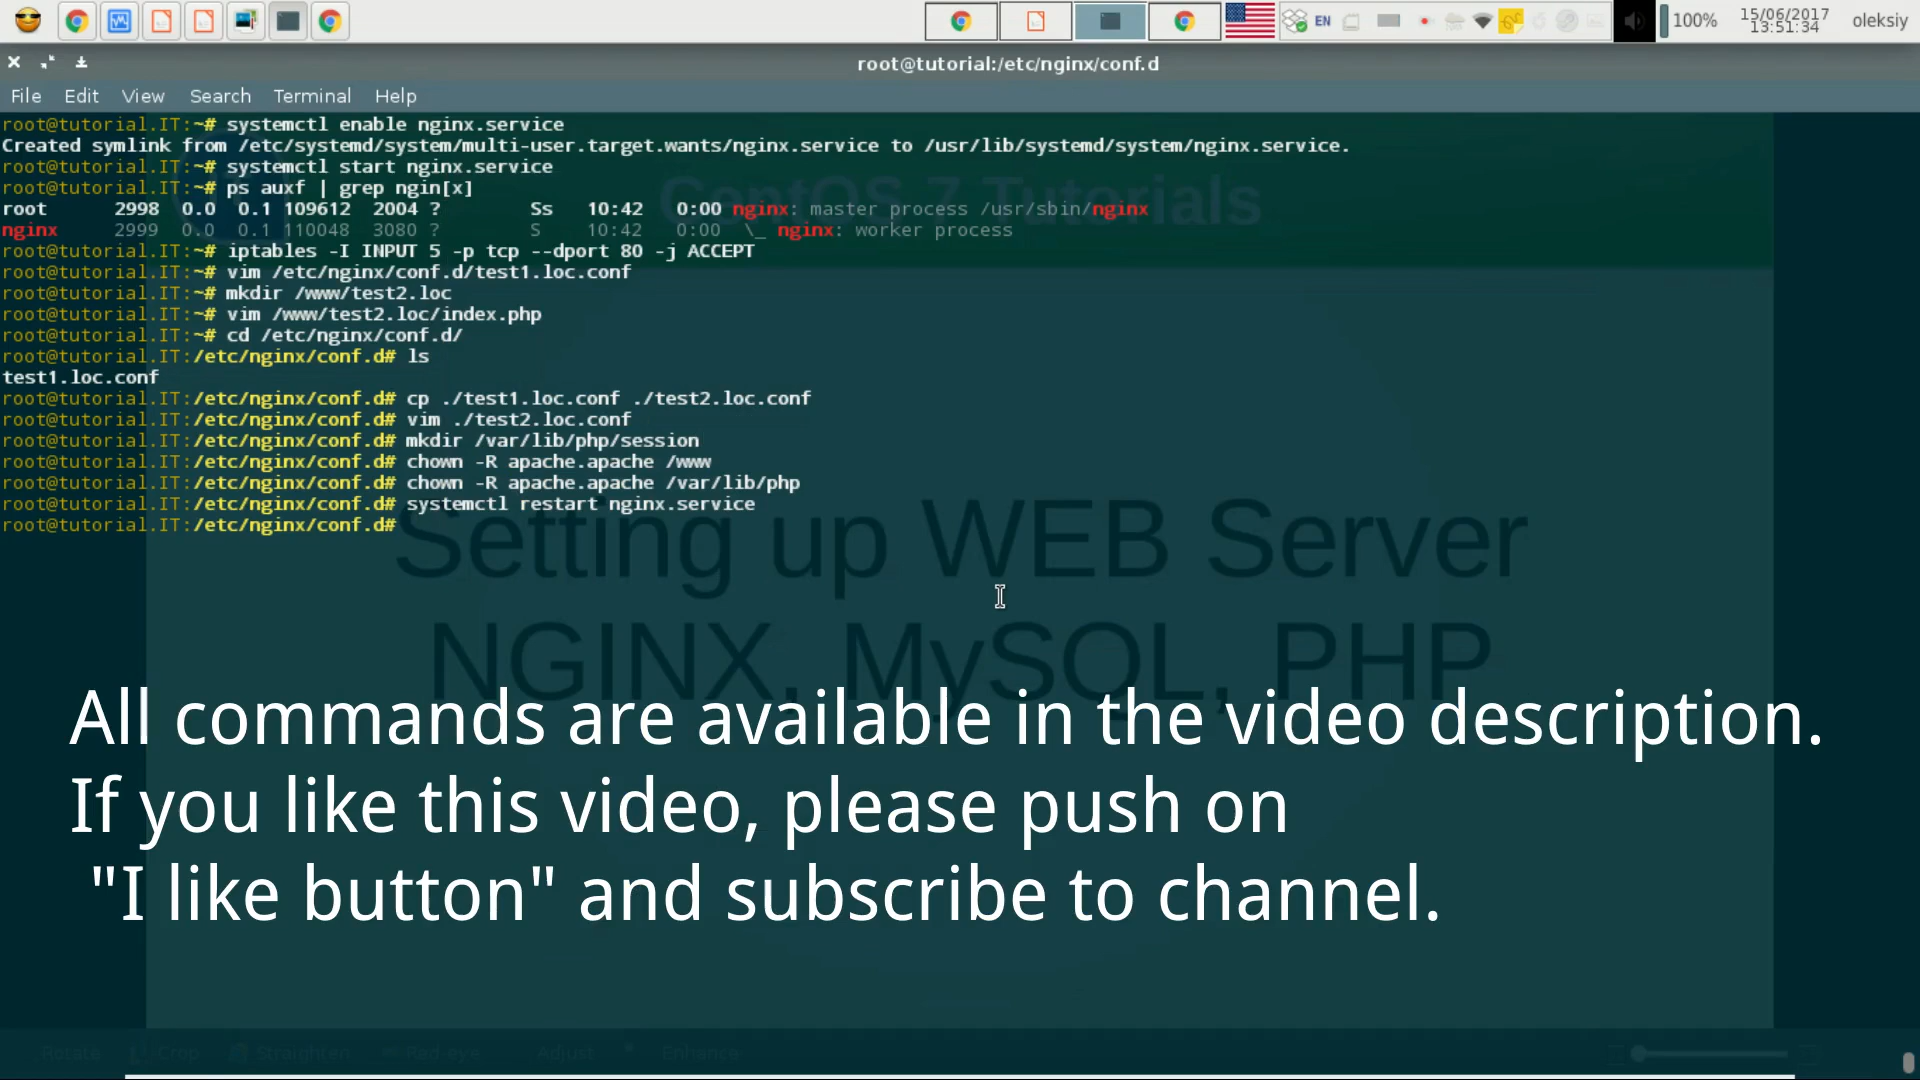 EN 100% 15/06/2017 oleksiy
13:51:34
root@tutorial:/etc/nginx/conf.d
File Edit View Search Terminal Help
root@tutorial.IT:~# systemctl enable nginx.service
Created symlink from /etc/systemd/system/multi-user.target.wants/nginx.service to /usr/lib/systemd/system/nginx.service.
root@tutorial.IT:~# systemctl start nginx.service
root@tutorial.IT:~# ps auxf | grep ngin[x]
root 2998 0.0 0.1 109612 2004 ? Ss 10:42 0:00 nginx: master process /usr/sbin/nginx
nginx 2999 0.0 0.1 110048 3080 ? S 10:42 0:00 \_ nginx: worker process
root@tutorial.IT:~# iptables -I INPUT 5 -p tcp --dport 80 -j ACCEPT
root@tutorial.IT:~# vim /etc/nginx/conf.d/test1.loc.conf
root@tutorial.IT:~# mkdir /www/test2.loc
root@tutorial.IT:~# vim /www/test2.loc/index.php
root@tutorial.IT:~# cd /etc/nginx/conf.d/
root@tutorial.IT:/etc/nginx/conf.d# ls
test1.loc.conf
root@tutorial.IT:/etc/nginx/conf.d# cp ./test1.loc.conf ./test2.loc.conf
root@tutorial.IT:/etc/nginx/conf.d# vim ./test2.loc.conf
root@tutorial.IT:/etc/nginx/conf.d# mkdir /var/lib/php/session
root@tutorial.IT:/etc/nginx/conf.d# chown -R apache.apache /www
root@tutorial.IT:/etc/nginx/conf.d# chown -R apache.apache /var/lib/php
root@tutorial.IT:/etc/nginx/conf.d# systemctl restart nginx.service
root@tutorial.IT:/etc/nginx/conf.d#
CentOS 7 Tutorials
Setting up WEB Server
NGINX, MySQL, PHP
All commands are available in the video description.
If you like this video, please push on
"I like button" and subscribe to channel.
Rotate Crop Straighten Red-eye Adjust Enhance